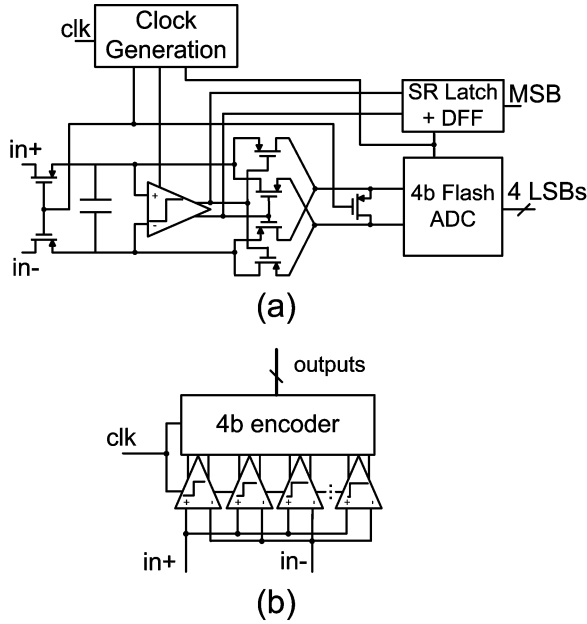 Clock
Generation
clk
SR Latch
+ DFF
MSB
in+
+
-
4b Flash
ADC
4 LSBs
in-
(a)
outputs
4b encoder
clk
+ - + - + - + -
in+ in-
(b)